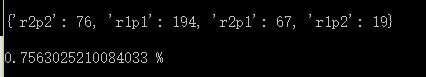 {'r2p2': 76, 'r1p1': 194, 'r2p1': 67, 'r1p2': 19}
0.7563025210084033 %